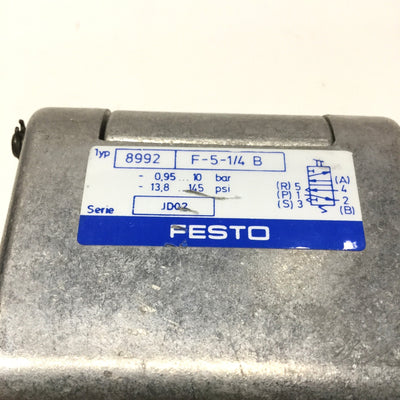 Typ 8992 F-5-1/4 B
- 0,95 ... 10 bar
- 13,8 ... 145 psi
Serie JD02
(R) 5 (A)
(P) 1 4
(S) 3 2
(B)
FESTO